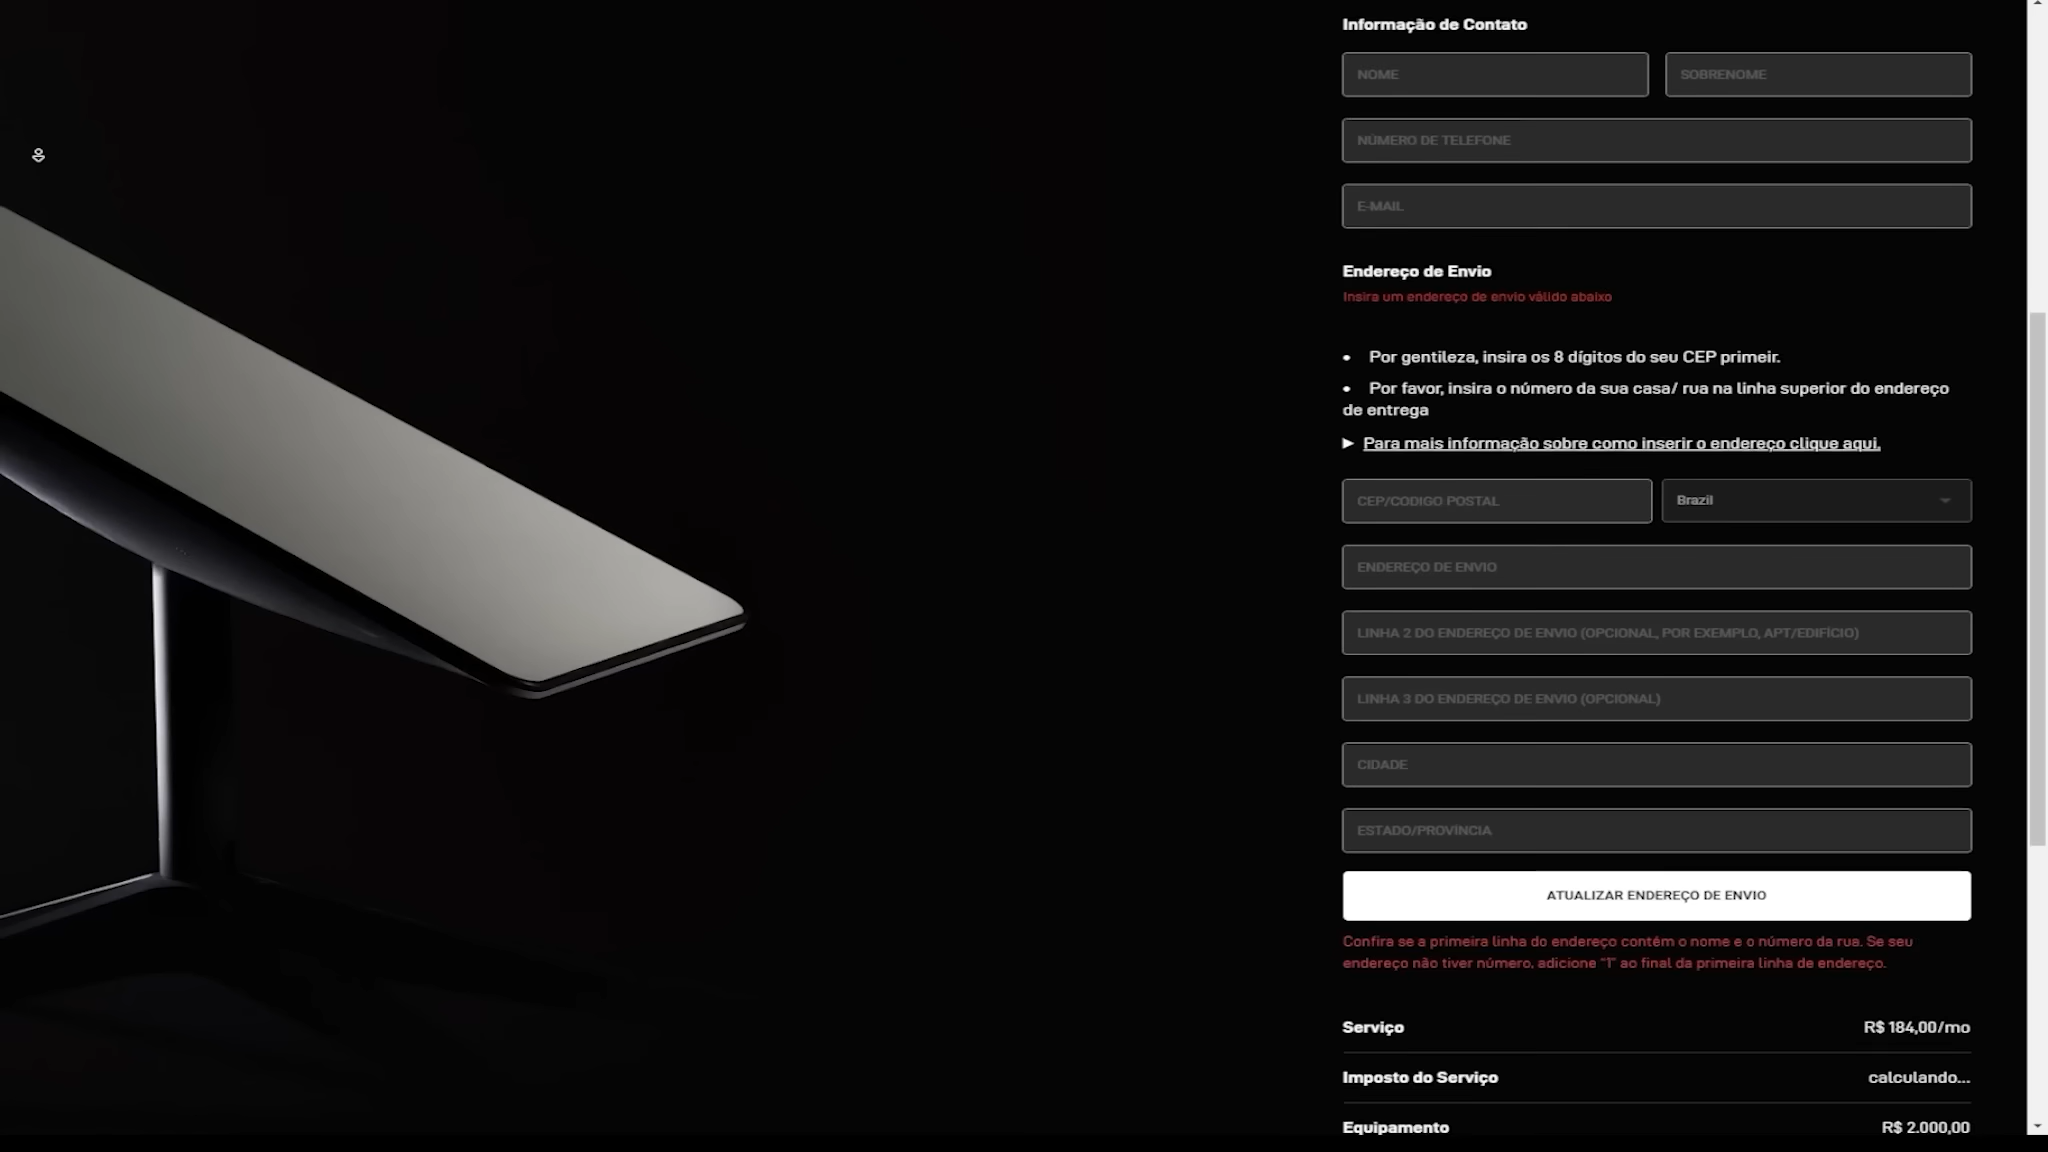 Informação de Contato
NOME
SOBRENOME
NÚMERO DE TELEFONE
E-MAIL
Endereço de Envio
Insira um endereço de envio válido abaixo
• Por gentileza, insira os 8 dígitos do seu CEP primeir.
• Por favor, insira o número da sua casa/ rua na linha superior do endereço
de entrega
► Para mais informação sobre como inserir o endereço clique aqui.
CEP/CODIGO POSTAL
Brazil
ENDEREÇO DE ENVIO
LINHA 2 DO ENDEREÇO DE ENVIO (OPCIONAL, POR EXEMPLO, APT/EDIFÍCIO)
LINHA 3 DO ENDEREÇO DE ENVIO (OPCIONAL)
CIDADE
ESTADO/PROVÍNCIA
ATUALIZAR ENDEREÇO DE ENVIO
Confira se a primeira linha do endereço contém o nome e o número da rua. Se seu
endereço não tiver número, adicione "1" ao final da primeira linha de endereço.
Serviço R$ 184,00/mo
Imposto do Serviço calculando...
Equipamento R$ 2.000,00